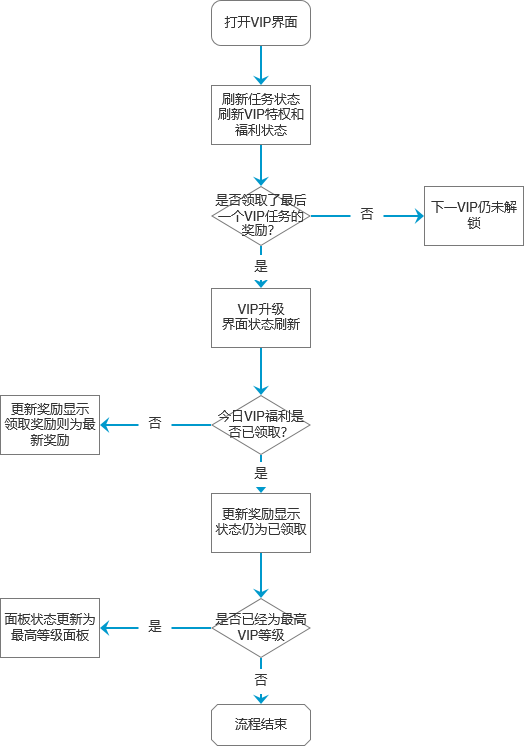 打开VIP界面
刷新任务状态
刷新VIP特权和
福利状态
是否领取了最后
一个VIP任务的
奖励?
否
下一VIP仍未解
锁
是
VIP升级
界面状态刷新
今日VIP福利是
否已领取?
否
更新奖励显示
领取奖励则为最
新奖励
是
更新奖励显示
状态仍为已领取
是否已经为最高
VIP等级
是
面板状态更新为
最高等级面板
否
流程结束